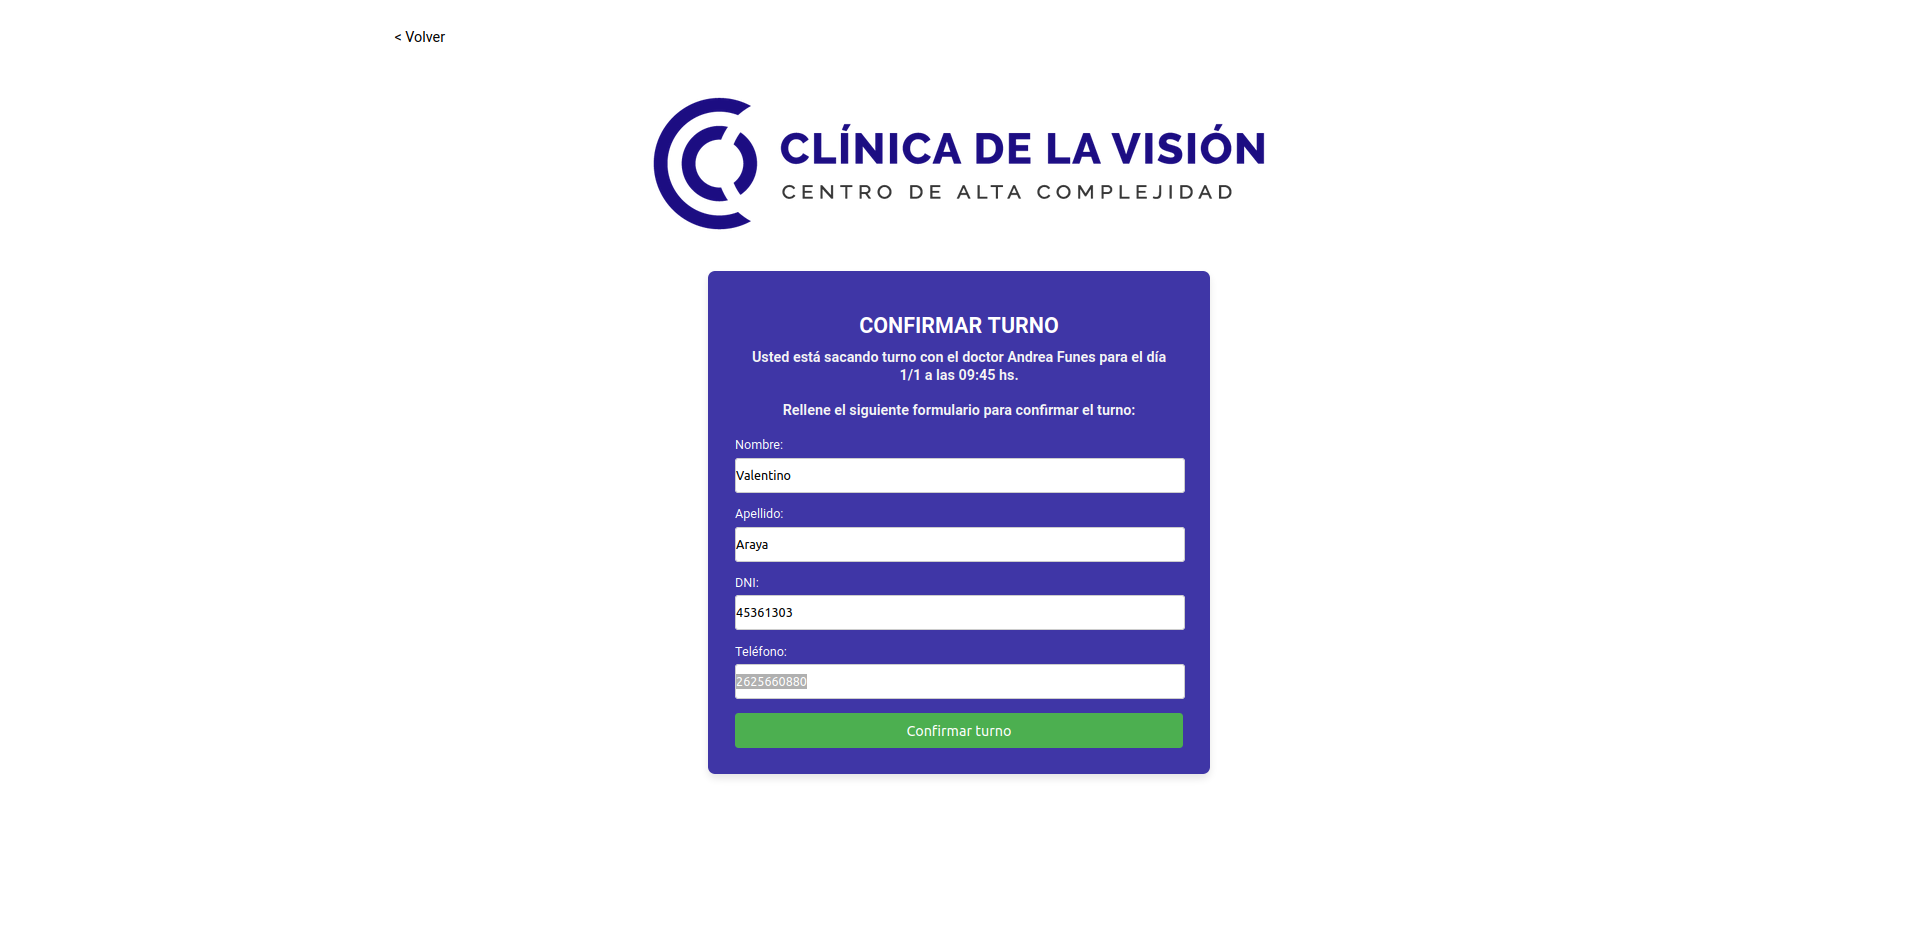 < Volver
CLÍNICA DE LA VISIÓN
CENTRO DE ALTA COMPLEJIDAD
CONFIRMAR TURNO
Usted está sacando turno con el doctor Andrea Funes para el día
1/1 a las 09:45 hs.
Rellene el siguiente formulario para confirmar el turno:
Nombre:
Valentino
Apellido:
Araya
DNI:
45361303
Teléfono:
2625660880
Confirmar turno